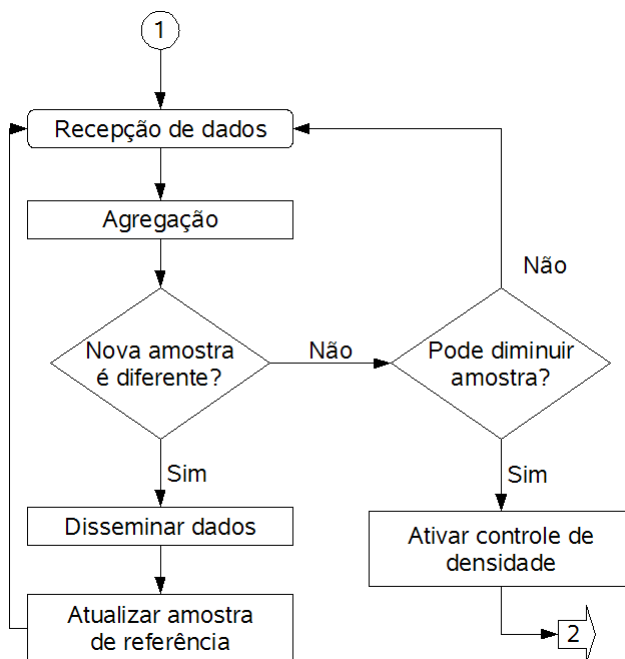 1
Recepção de dados
Agregação
Não
Nova amostra
é diferente?
Não
Pode diminuir
amostra?
Sim
Sim
Disseminar dados
Ativar controle de
densidade
Atualizar amostra
de referência
2